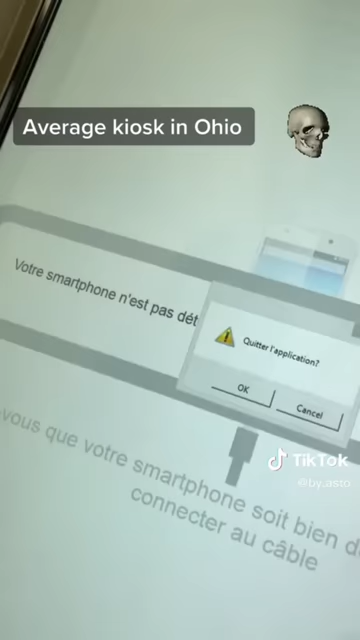 Average kiosk in Ohio
Votre smartphone n'est pas
Quitter l'application?
OK
Cancel
vous que votre smartphone soit bien
connecter au câble
TikTok
@by.asto